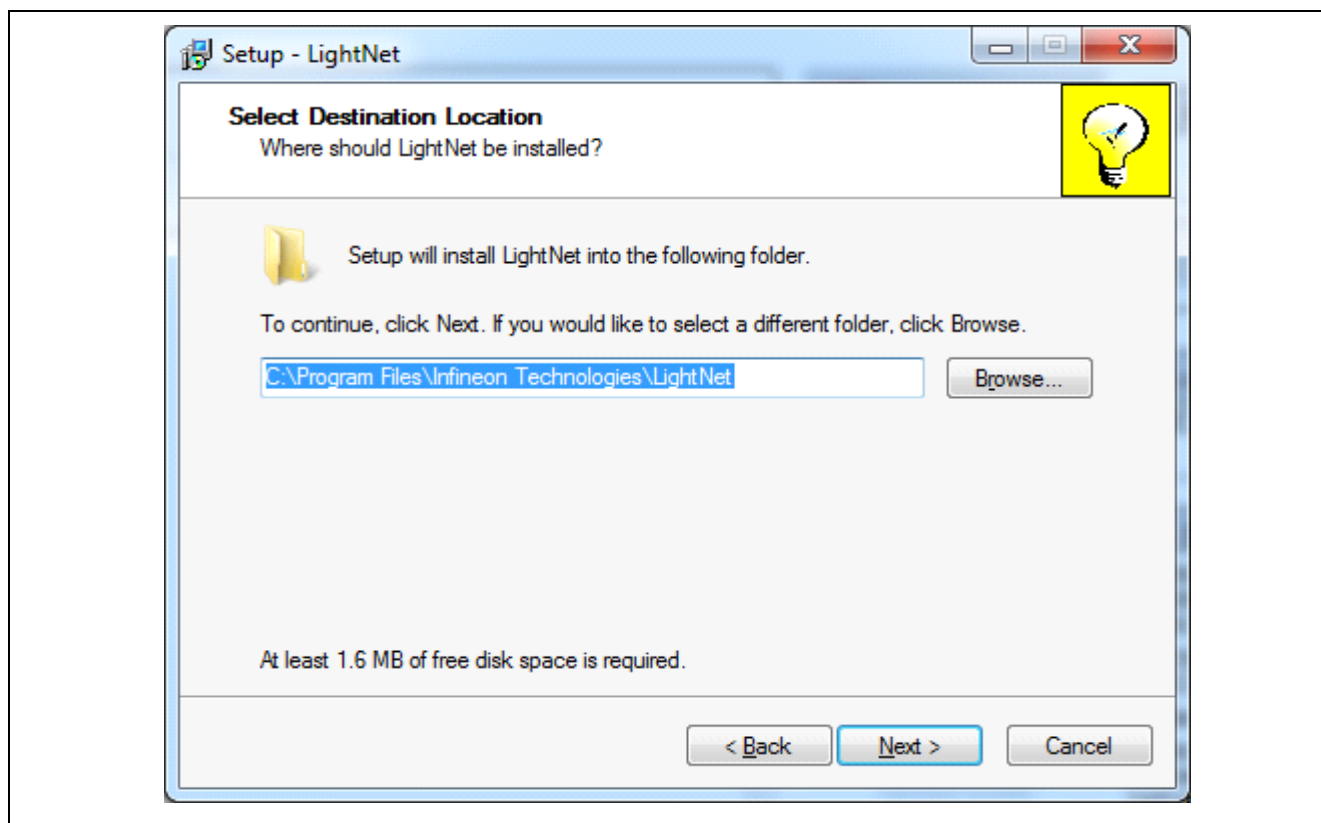 Setup - LightNet
Select Destination Location
Where should LightNet be installed?
Setup will install LightNet into the following folder.
To continue, click Next. If you would like to select a different folder, click Browse.
C:\Program Files\Infineon Technologies\LightNet
Browse...
At least 1.6 MB of free disk space is required.
< Back
Next >
Cancel